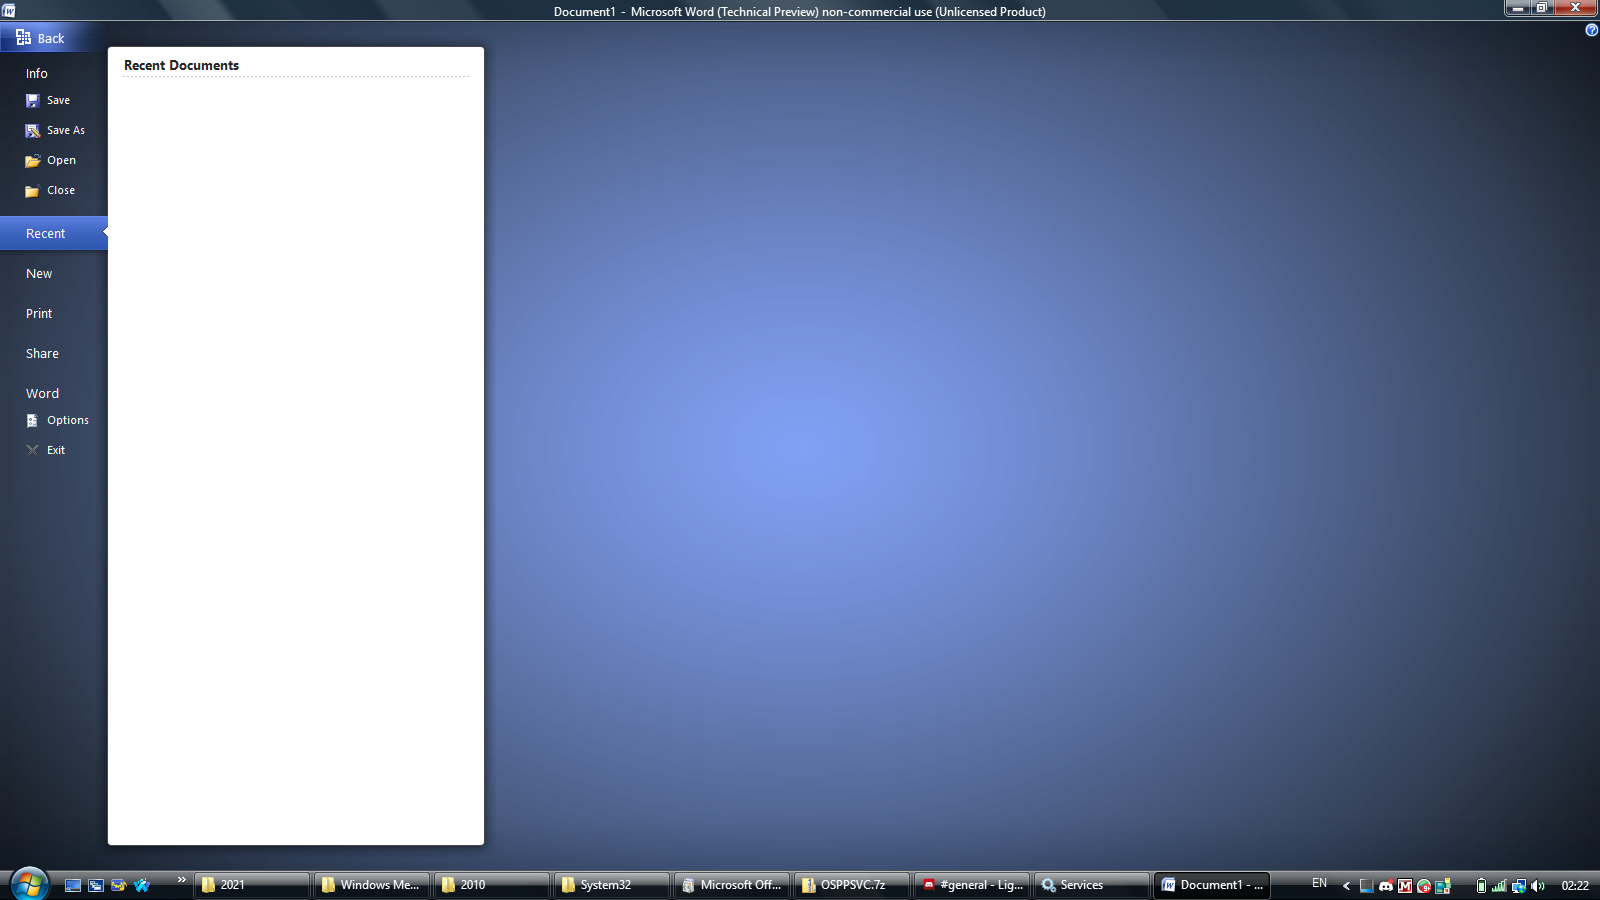 Document1 - Microsoft Word (Technical Preview) non-commercial use (Unlicensed Product)
Back
Info
Save
Save As
Open
Close
Recent
New
Print
Share
Word
Options
Exit
Recent Documents
2021
Windows Me...
2010
System32
Microsoft Off...
OSPPSVC.7z
#general - Lig...
Services
Document1 - ...
EN
02:22